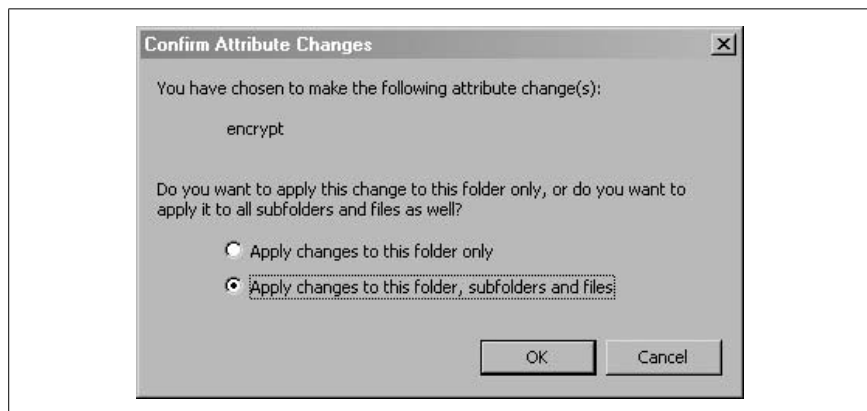 Confirm Attribute Changes
You have chosen to make the following attribute change(s):
encrypt
Do you want to apply this change to this folder only, or do you want to
apply it to all subfolders and files as well?
Apply changes to this folder only
Apply changes to this folder, subfolders and files
OK Cancel